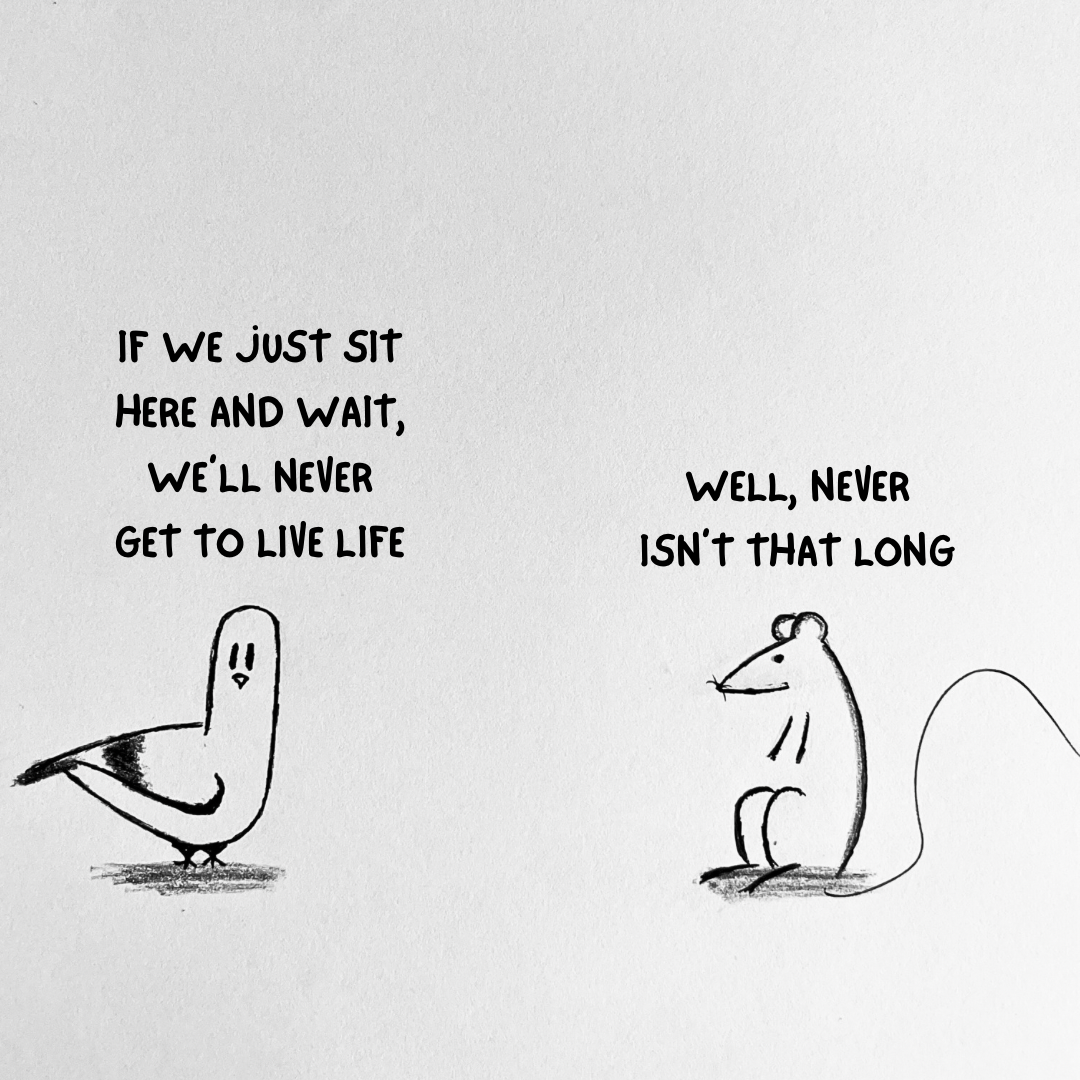 IF WE JUST SIT
HERE AND WAIT,
WE'LL NEVER
GET TO LIVE LIFE
WELL, NEVER
ISN'T THAT LONG